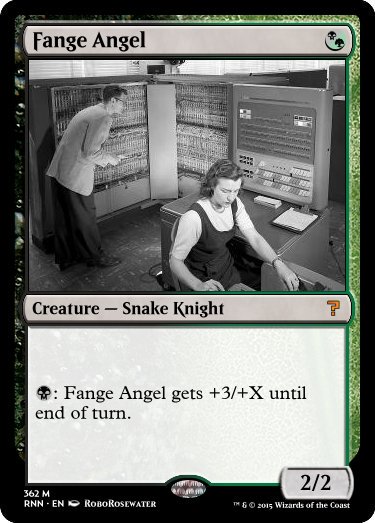 Fange Angel
Creature — Snake Knight
?
: Fange Angel gets +3/+X until
end of turn.
2/2
362 M
RNN • EN RoboRosewater
™ & © 2015 Wizards of the Coast